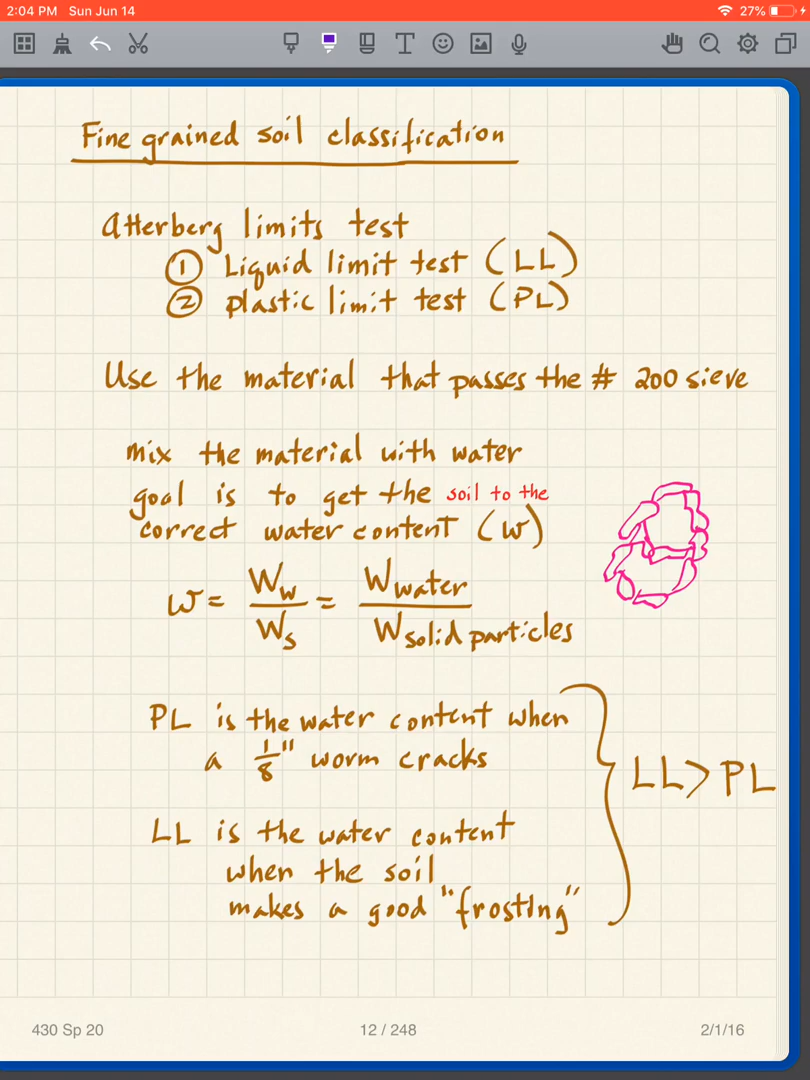 2:04 PM Sun Jun 14 27%
Fine grained soil classification
Atterberg limits test
① Liquid limit test (LL)
② plastic limit test (PL)
Use the material that passes the # 200 sieve
mix the material with water
goal is to get the soil to the
correct water content (w)
w = Ww/Ws = Wwater/Wsolid particles
PL is the water content when
a 1/8" worm cracks
LL > PL
LL is the water content
when the soil
makes a good "frosting"
430 Sp 20 12 / 248 2/1/16